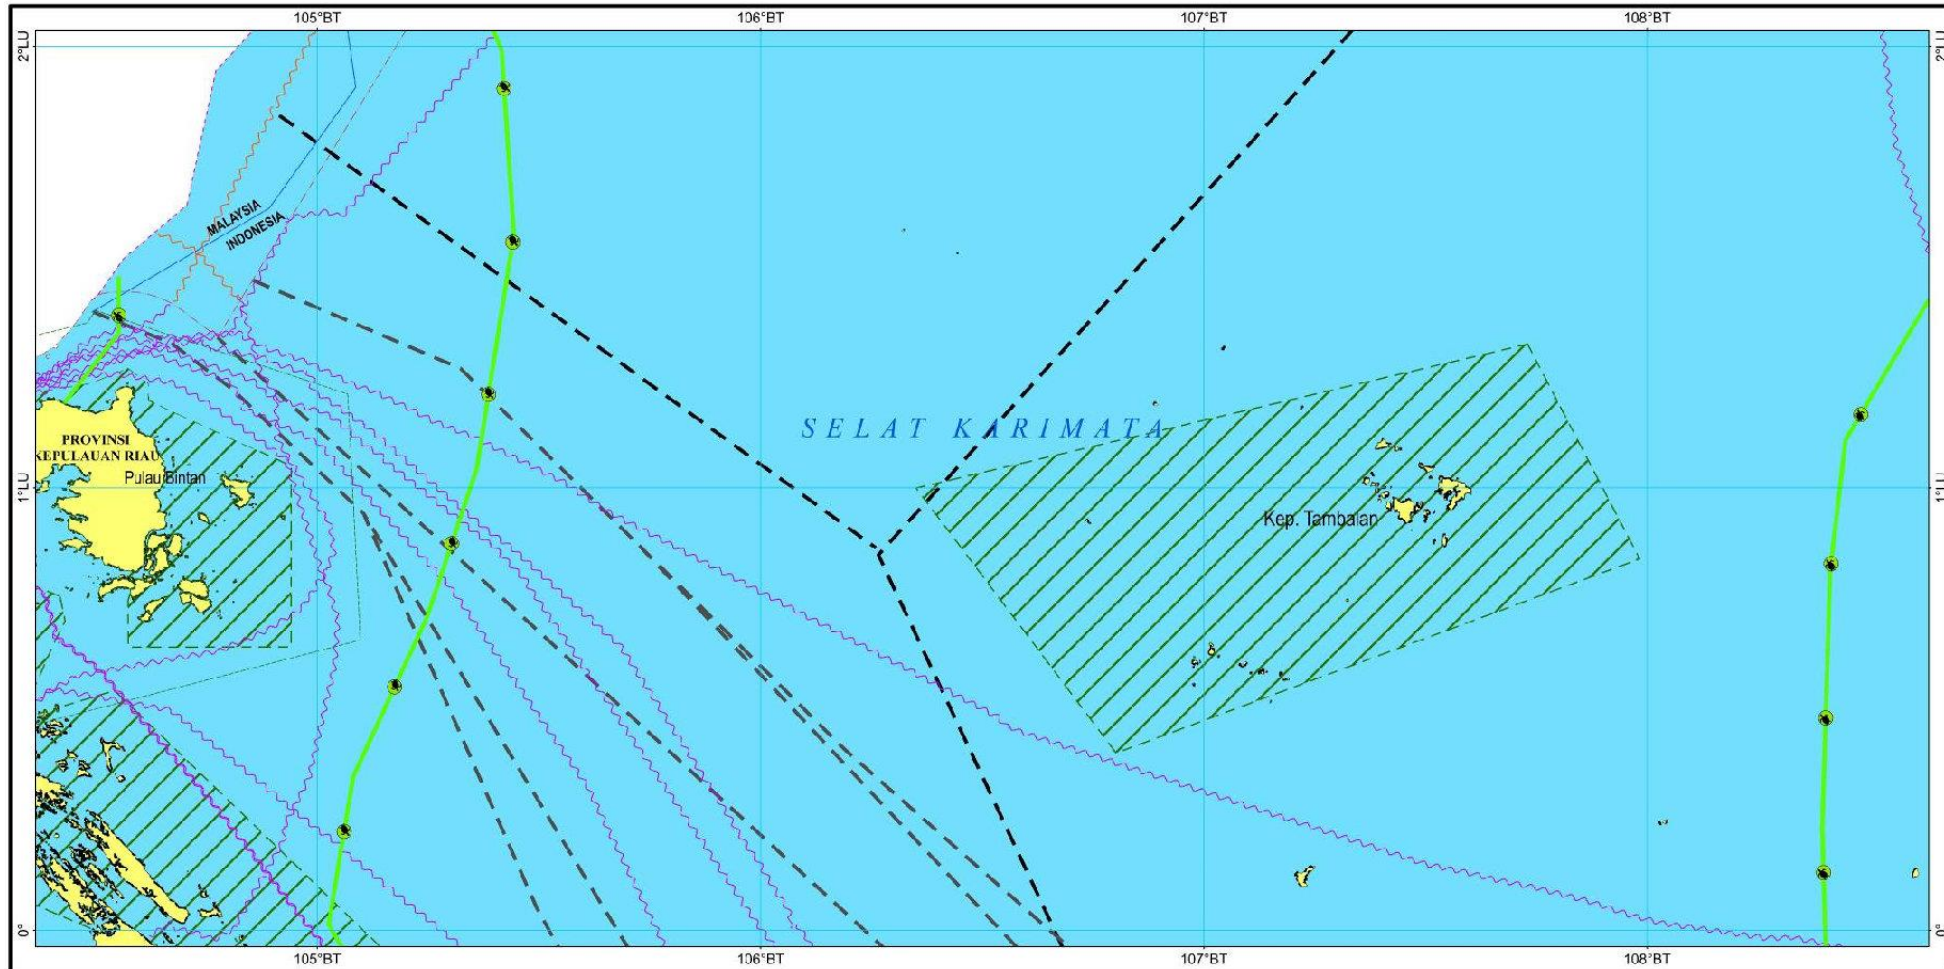 105°BT
106°BT
107°BT
108°BT
2°LU
2°LU
MALAYSIA
INDONESIA
SELAT KARIMATA
PROVINSI
KEPULAUAN RIAU
Pulau Bintan
1°LU
1°LU
Kep. Tambelan
0°
0°
105°BT
106°BT
107°BT
108°BT